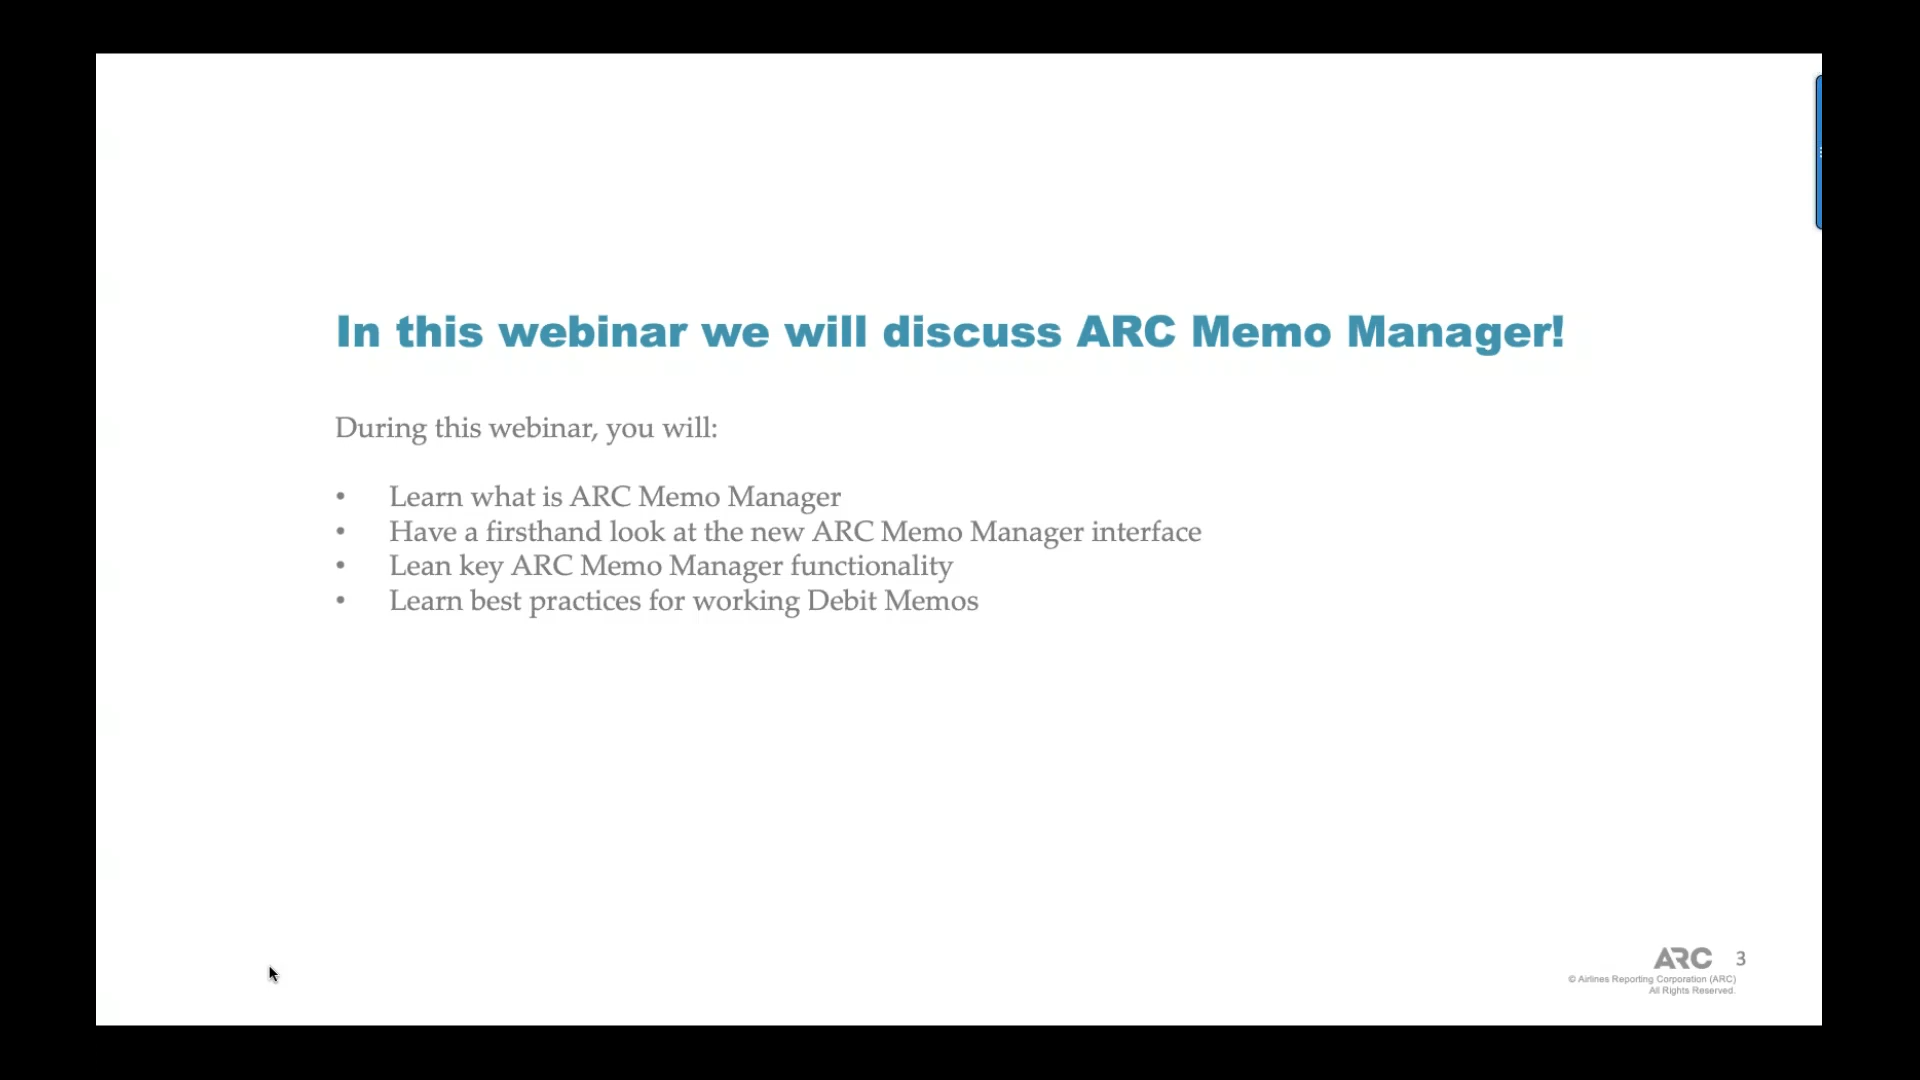 In this webinar we will discuss ARC Memo Manager!
During this webinar, you will:
• Learn what is ARC Memo Manager
• Have a firsthand look at the new ARC Memo Manager interface
• Lean key ARC Memo Manager functionality
• Learn best practices for working Debit Memos
ARC 3
© Airlines Reporting Corporation (ARC)
All Rights Reserved.